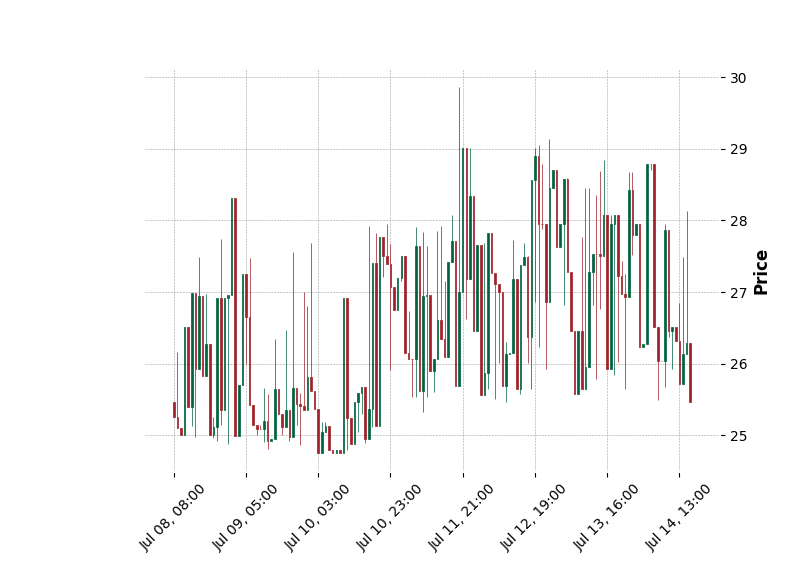 30
29
28
27
26
25
Price
Jul 08, 08:00
Jul 09, 05:00
Jul 10, 03:00
Jul 10, 23:00
Jul 11, 21:00
Jul 12, 19:00
Jul 13, 16:00
Jul 14, 13:00